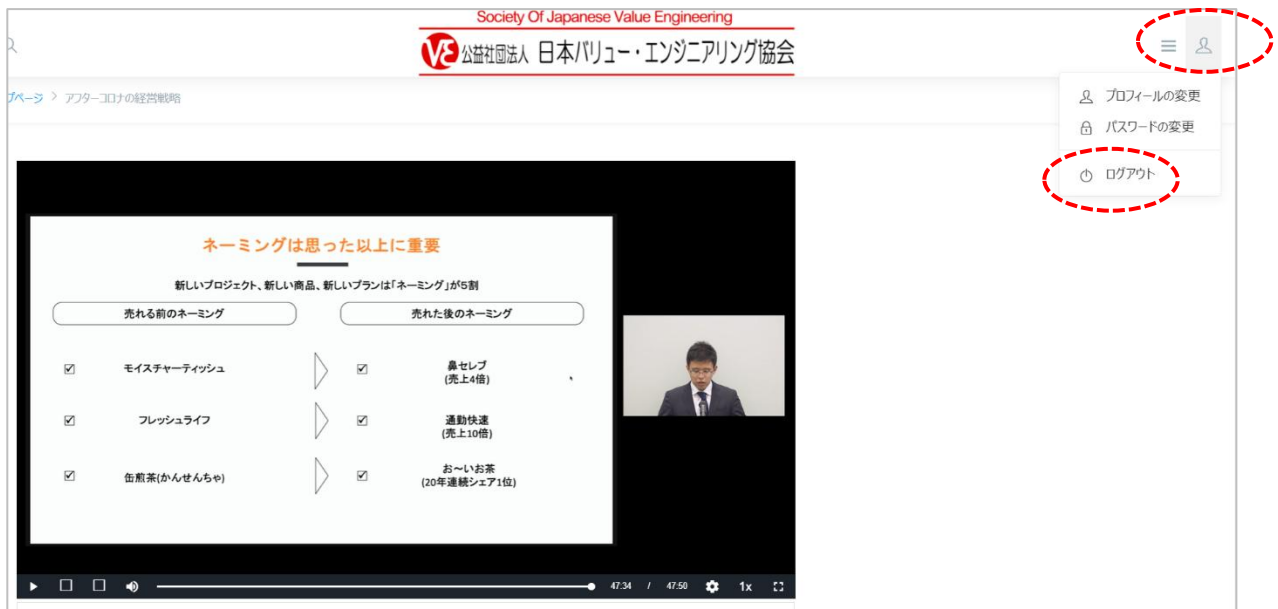 Society Of Japanese Value Engineering
VE 公益社団法人 日本バリュー・エンジニアリング協会
プページ > アフターコロナの経営戦略
プロフィールの変更
パスワードの変更
ログアウト
ネーミングは思った以上に重要
新しいプロジェクト、新しい商品、新しいプランは「ネーミング」が5割
売れる前のネーミング
売れた後のネーミング
モイスチャーティッシュ
鼻セレブ
(売上4倍)
フレッシュライフ
通勤快速
(売上10倍)
缶煎茶(かんせんちゃ)
お～いお茶
(20年連続シェア1位)
47:34 / 47:50 1x